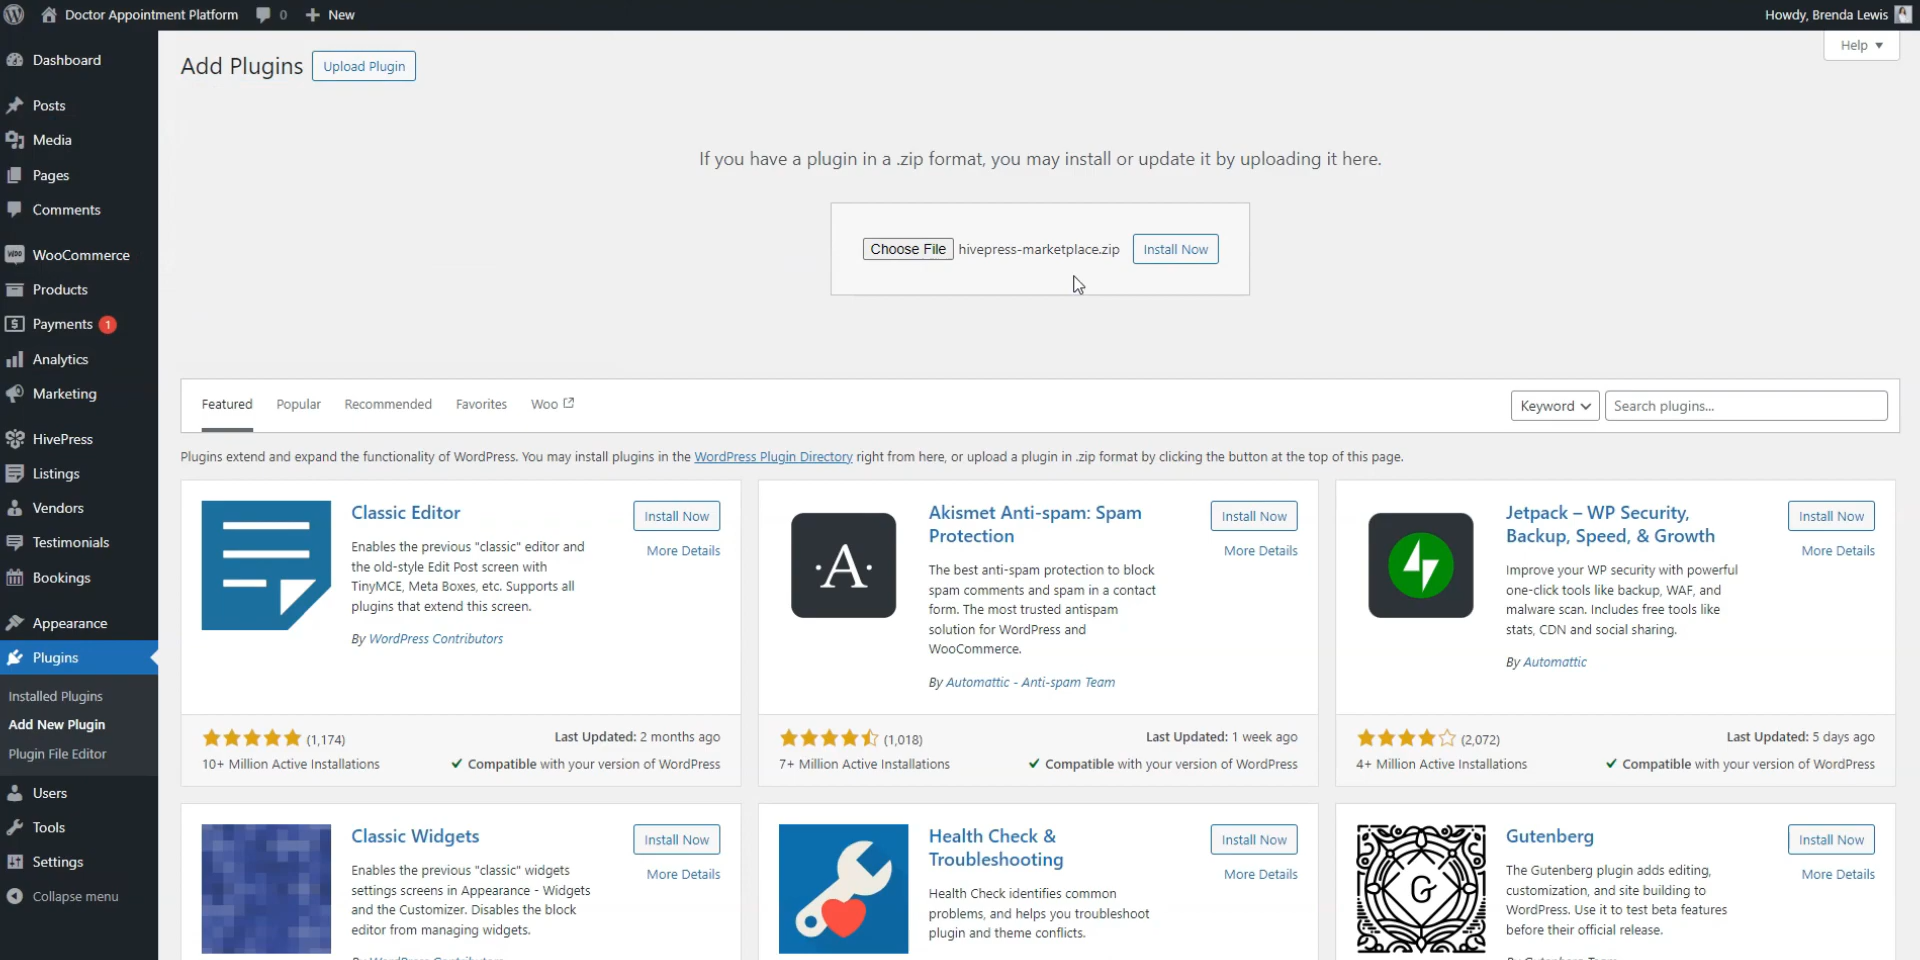 Doctor Appointment Platform
0
New
Howdy, Brenda Lewis
Help
Dashboard
Posts
Media
Pages
Comments
WooCommerce
Products
Payments 1
Analytics
Marketing
HivePress
Listings
Vendors
Testimonials
Bookings
Appearance
Plugins
Installed Plugins
Add New Plugin
Plugin File Editor
Users
Tools
Settings
Collapse menu
Add Plugins
Upload Plugin
If you have a plugin in a .zip format, you may install or update it by uploading it here.
Choose File hivepress-marketplace.zip
Install Now
Featured
Popular
Recommended
Favorites
Woo
Keyword
Search plugins...
Plugins extend and expand the functionality of WordPress. You may install plugins in the WordPress Plugin Directory right from here, or upload a plugin in .zip format by clicking the button at the top of this page.
Classic Editor
Install Now
More Details
Enables the previous "classic" editor and
the old-style Edit Post screen with
TinyMCE, Meta Boxes, etc. Supports all
plugins that extend this screen.
By WordPress Contributors
(1,174)
Last Updated: 2 months ago
10+ Million Active Installations
Compatible with your version of WordPress
·A·
Akismet Anti-spam: Spam
Protection
Install Now
More Details
The best anti-spam protection to block
spam comments and spam in a contact
form. The most trusted antispam
solution for WordPress and
WooCommerce.
By Automattic - Anti-spam Team
(1,018)
Last Updated: 1 week ago
7+ Million Active Installations
Compatible with your version of WordPress
Jetpack – WP Security,
Backup, Speed, & Growth
Install Now
More Details
Improve your WP security with powerful
one-click tools like backup, WAF, and
malware scan. Includes free tools like
stats, CDN and social sharing.
By Automattic
(2,072)
Last Updated: 5 days ago
4+ Million Active Installations
Compatible with your version of WordPress
Classic Widgets
Install Now
More Details
Enables the previous "classic" widgets
settings screens in Appearance - Widgets
and the Customizer. Disables the block
editor from managing widgets.
Health Check &
Troubleshooting
Install Now
More Details
Health Check identifies common
problems, and helps you troubleshoot
plugin and theme conflicts.
G
Gutenberg
Install Now
More Details
The Gutenberg plugin adds editing,
customization, and site building to
WordPress. Use it to test beta features
before their official release.